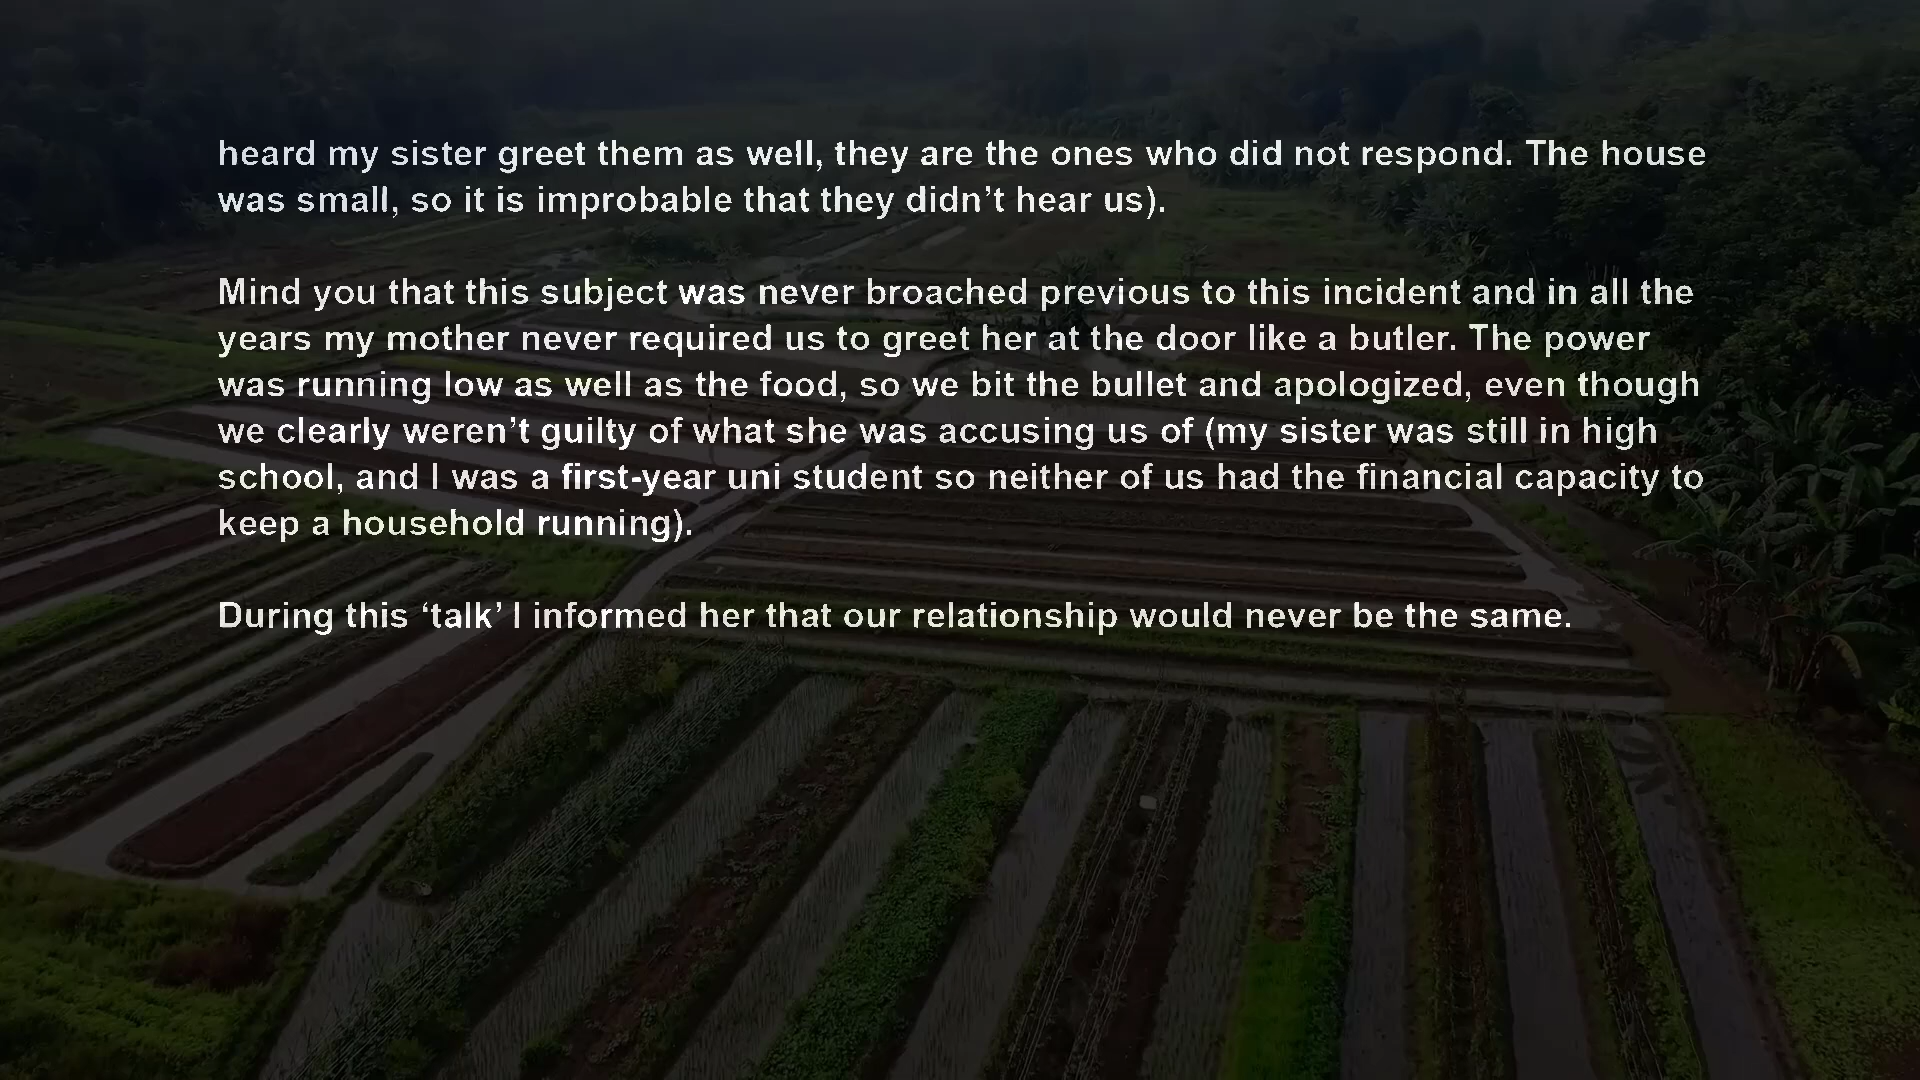 heard my sister greet them as well, they are the ones who did not respond. The house
was small, so it is improbable that they didn’t hear us).
Mind you that this subject was never broached previous to this incident and in all the
years my mother never required us to greet her at the door like a butler. The power
was running low as well as the food, so we bit the bullet and apologized, even though
we clearly weren’t guilty of what she was accusing us of (my sister was still in high
school, and I was a first-year uni student so neither of us had the financial capacity to
keep a household running).
During this ‘talk’ I informed her that our relationship would never be the same.